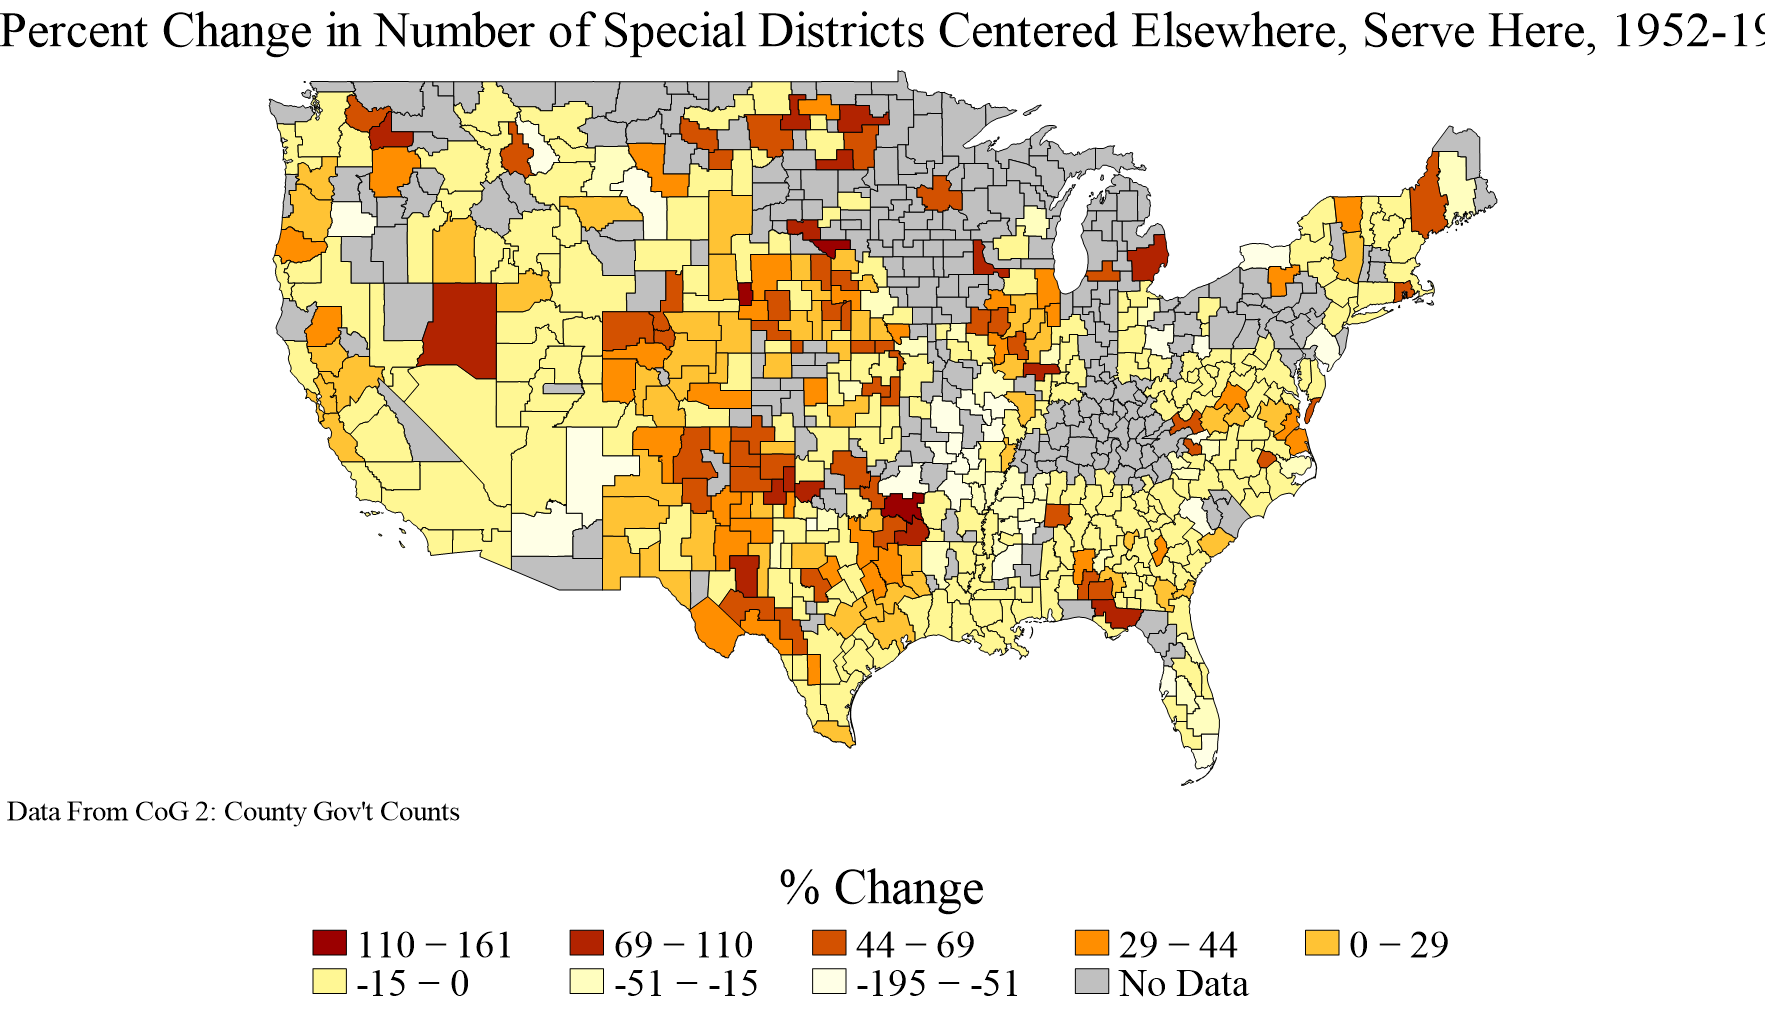 Percent Change in Number of Special Districts Centered Elsewhere, Serve Here, 1952-19
Data From CoG 2: County Gov't Counts
% Change
110 − 161 69 − 110 44 − 69 29 − 44 0 − 29
-15 − 0 -51 − -15 -195 − -51 No Data